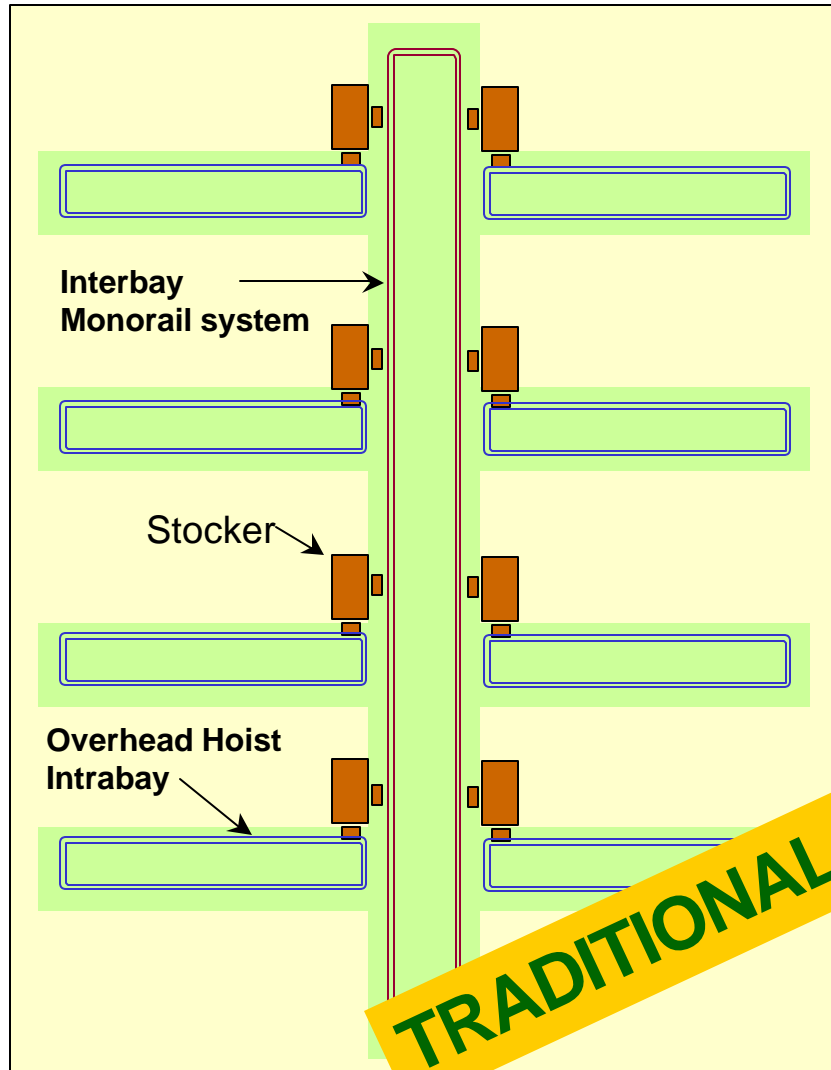 Interbay
Monorail system
Stocker
Overhead Hoist
Intrabay
TRADITIONAL